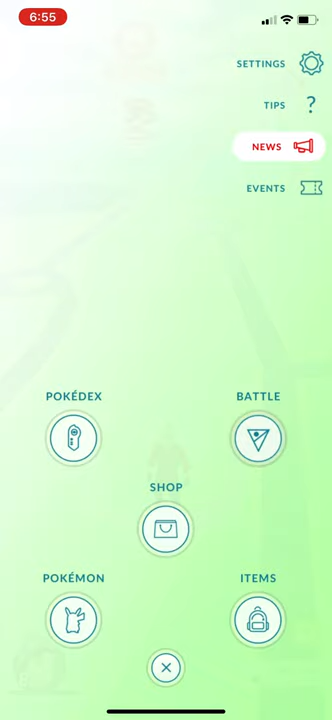 6:55
SETTINGS
TIPS
?
NEWS
EVENTS
POKÉDEX
BATTLE
SHOP
POKÉMON
ITEMS